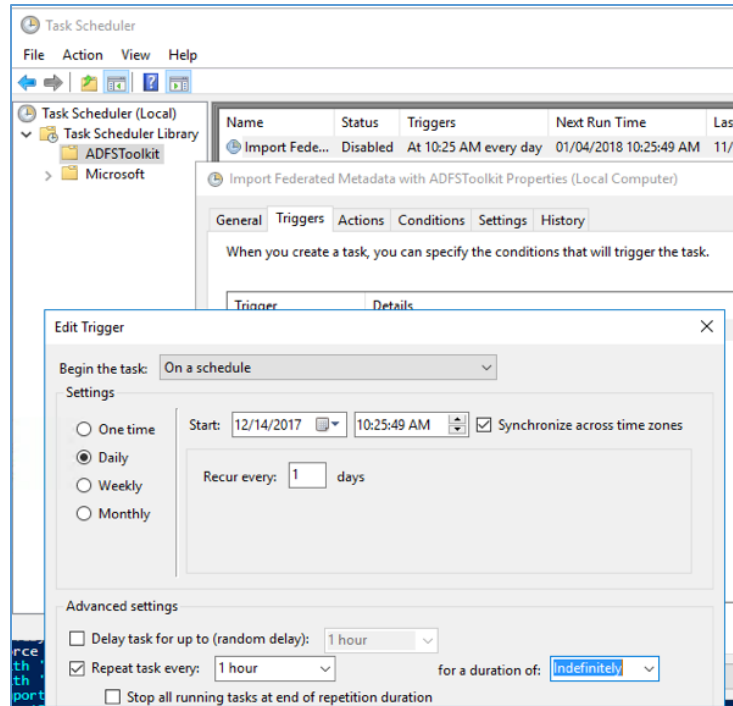 Task Scheduler
File Action View Help
Task Scheduler (Local)
Task Scheduler Library
ADFSToolkit
Microsoft
Name Status Triggers Next Run Time Las
Import Fede... Disabled At 10:25 AM every day 01/04/2018 10:25:49 AM 11/
Import Federated Metadata with ADFSToolkit Properties (Local Computer)
General Triggers Actions Conditions Settings History
When you create a task, you can specify the conditions that will trigger the task.
Trigger Details
Edit Trigger
Begin the task: On a schedule
Settings
One time
Daily
Weekly
Monthly
Start: 12/14/2017 10:25:49 AM Synchronize across time zones
Recur every: 1 days
Advanced settings
Delay task for up to (random delay): 1 hour
Repeat task every: 1 hour for a duration of: Indefinitely
Stop all running tasks at end of repetition duration
rce
th '
th '
port